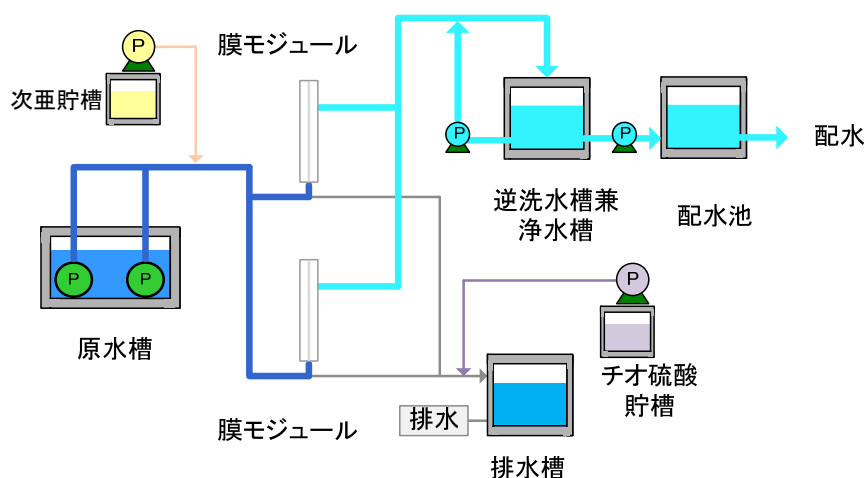 P
膜モジュール
次亜貯槽
P
P
配水
逆洗水槽兼
浄水槽
配水池
P
P
P
原水槽
チオ硫酸
貯槽
排水
膜モジュール
排水槽